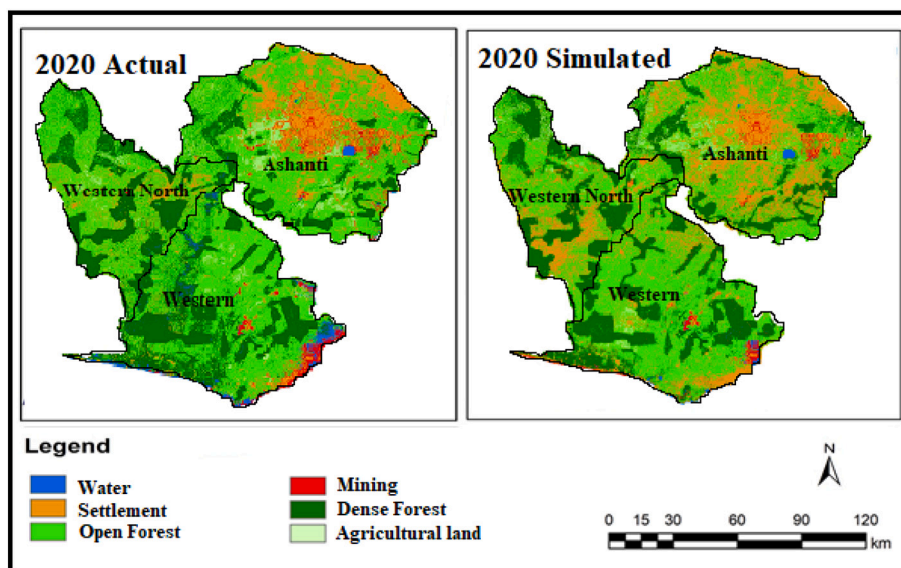 2020 Actual
Ashanti
Western North
Western
2020 Simulated
Ashanti
Western North
Western
Legend
Water
Settlement
Open Forest
Mining
Dense Forest
Agricultural land
N
0 15 30 60 90 120
km